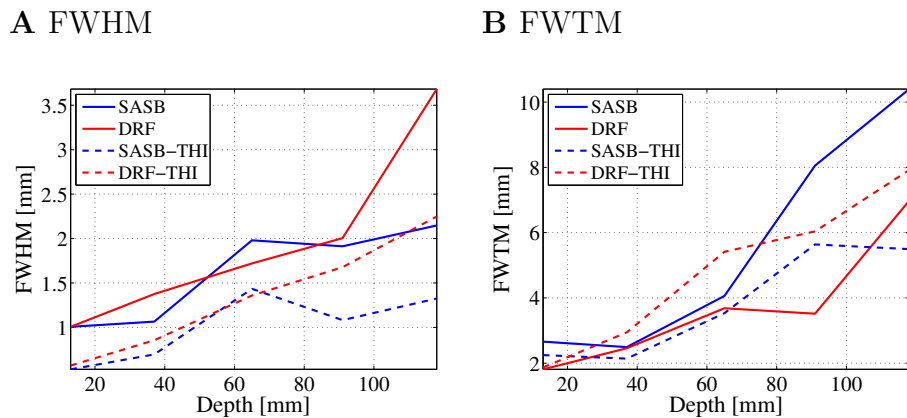 A FWHM
SASB
DRF
SASB−THI
DRF−THI
FWHM [mm]
3.5
3
2.5
2
1.5
1
20 40 60 80 100
Depth [mm]
B FWTM
SASB
DRF
SASB−THI
DRF−THI
FWTM [mm]
10
8
6
4
2
20 40 60 80 100
Depth [mm]